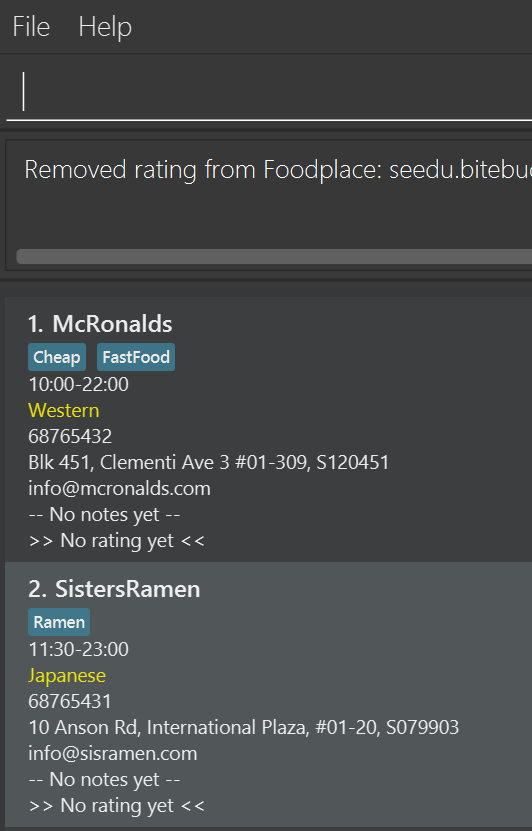 File Help
Removed rating from Foodplace: seedu.bitebu
1. McRonalds
Cheap FastFood
10:00-22:00
Western
68765432
Blk 451, Clementi Ave 3 #01-309, S120451
info@mcronalds.com
-- No notes yet --
>> No rating yet <<
2. SistersRamen
Ramen
11:30-23:00
Japanese
68765431
10 Anson Rd, International Plaza, #01-20, S079903
info@sisramen.com
-- No notes yet --
>> No rating yet <<